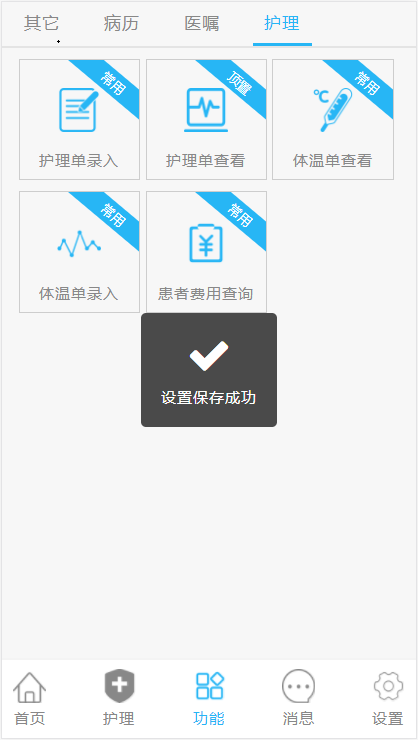 其它 病历 医嘱 护理
常用 顶置 常用
护理单录入 护理单查看 体温单查看
常用 常用
体温单录入 患者费用查询
设置保存成功
首页 护理 功能 消息 设置